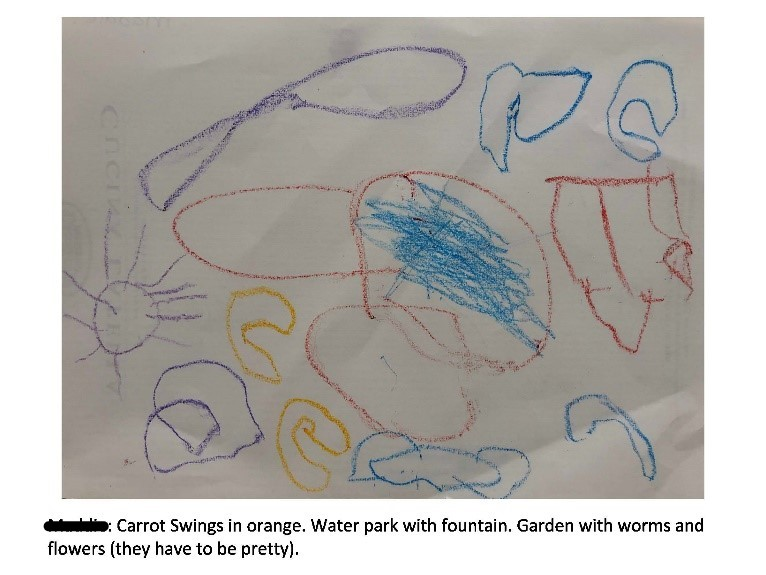 : Carrot Swings in orange. Water park with fountain. Garden with worms and
flowers (they have to be pretty).